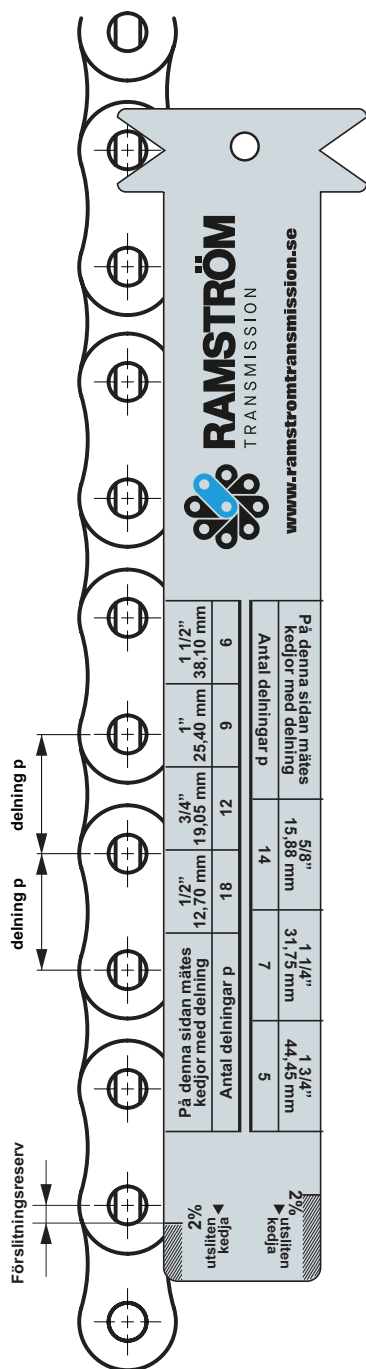 delning p
delning p
Förslitningsreserv
RAMSTRÖM
TRANSMISSION
www.ramstromtransmission.se
På denna sidan mätes
kedjor med delning
1/2”
12,70 mm
3/4”
19,05 mm
1”
25,40 mm
1 1/2”
38,10 mm
Antal delningar p
18
12
9
6
På denna sidan mätes
kedjor med delning
5/8”
15,88 mm
1 1/4”
31,75 mm
1 3/4”
44,45 mm
Antal delningar p
14
7
5
2%
utsliten
kedja
2%
utsliten
kedja